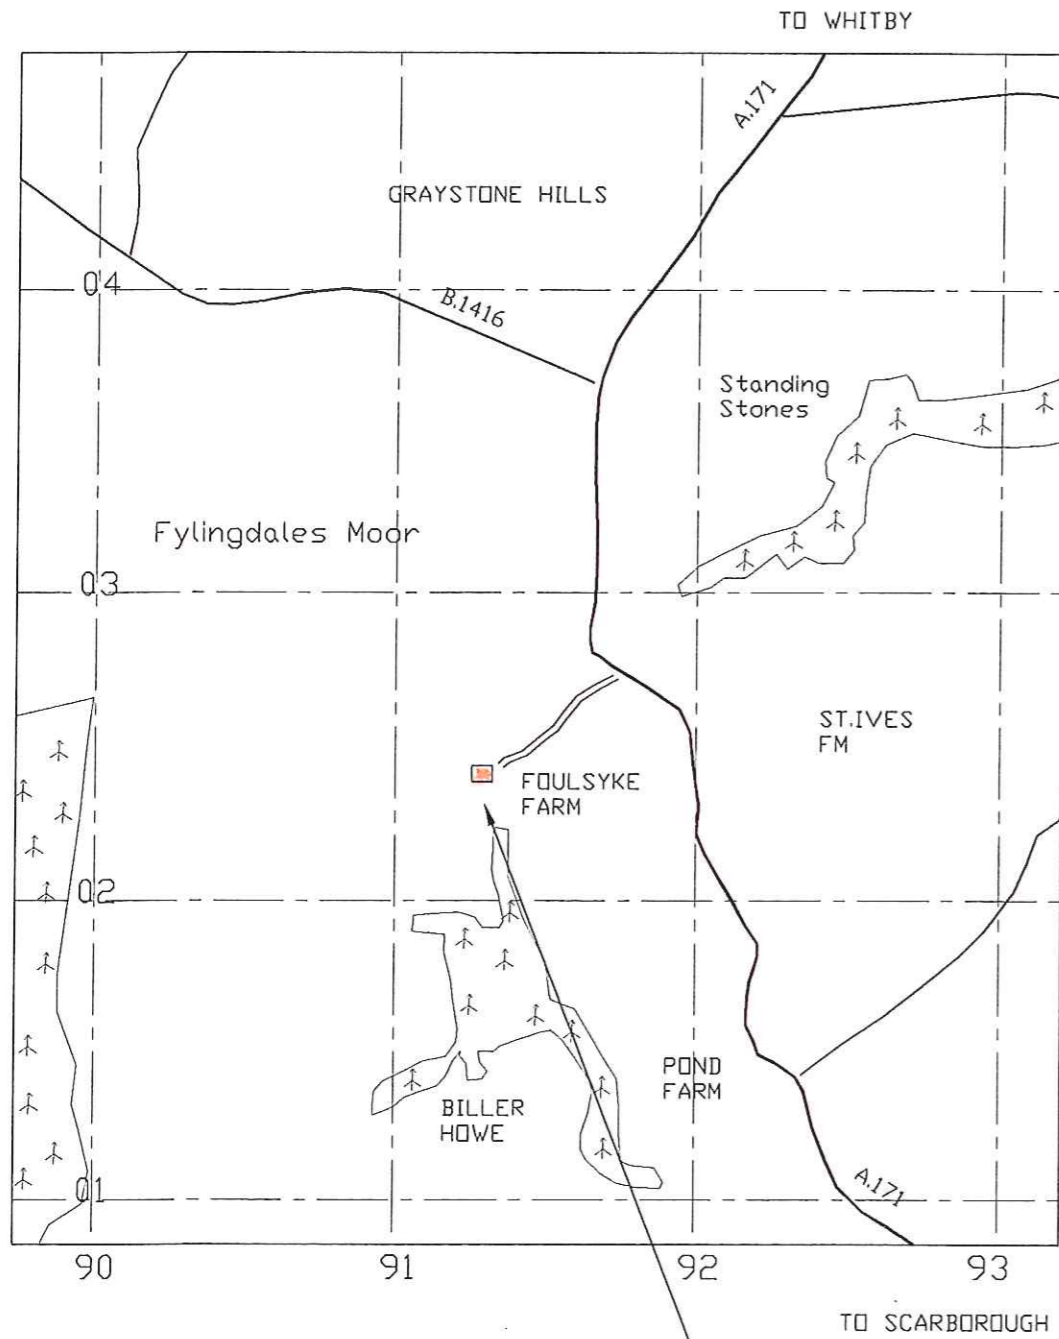 TO WHITBY
A.171
GRAYSTONE HILLS
04
B.1416
Standing
Stones
Fylingdales Moor
03
ST.IVES
FM
FOULSYKE
FARM
02
POND
FARM
BILLER
HOWE
01
A.171
90
91
92
93
TO SCARBOROUGH